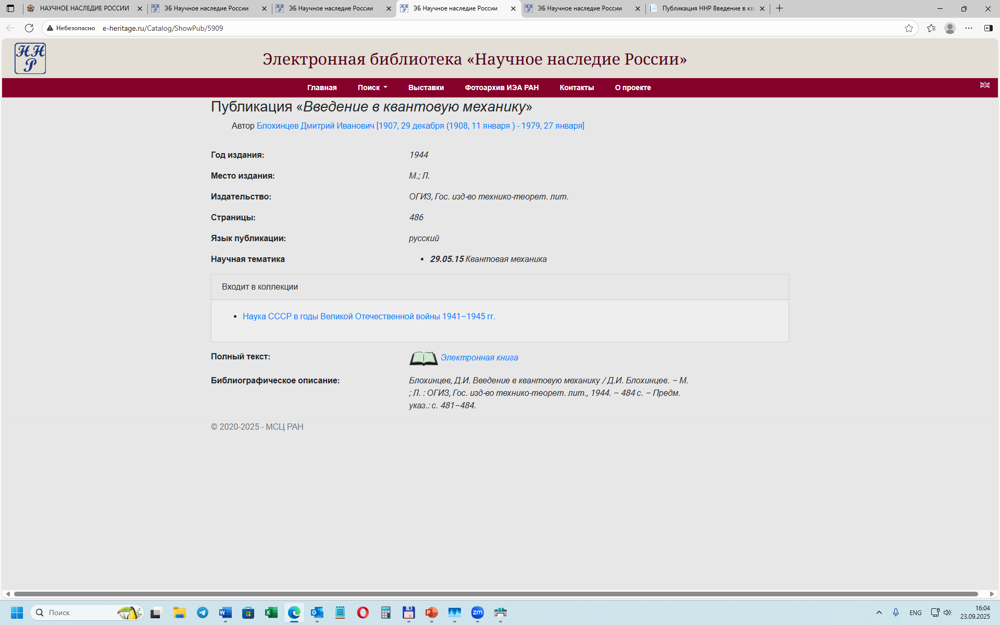 НАУЧНОЕ НАСЛЕДИЕ РОССИИ
ЭБ Научное наследие России
ЭБ Научное наследие России
ЭБ Научное наследие России
ЭБ Научное наследие России
Публикация ННР Введение в кв
Небезопасно e-heritage.ru/Catalog/ShowPub/5909
ННР
Электронная библиотека «Научное наследие России»
Главная Поиск Выставки Фотоархив ИЭА РАН Контакты О проекте
Публикация «Введение в квантовую механику»
Автор Блохинцев Дмитрий Иванович [1907, 29 декабря (1908, 11 января ) - 1979, 27 января]
Год издания: 1944
Место издания: М.; Л.
Издательство: ОГИЗ, Гос. изд-во технико-теорет. лит.
Страницы: 486
Язык публикации: русский
Научная тематика • 29.05.15 Квантовая механика
Входит в коллекции
• Наука СССР в годы Великой Отечественной войны 1941–1945 гг.
Полный текст: Электронная книга
Библиографическое описание: Блохинцев, Д.И. Введение в квантовую механику / Д.И. Блохинцев. – М.
; Л. : ОГИЗ, Гос. изд-во технико-теорет. лит., 1944. – 484 с. – Предм.
указ.: с. 481–484.
© 2020-2025 - МСЦ РАН
Поиск
ENG
16:04
23.09.2025